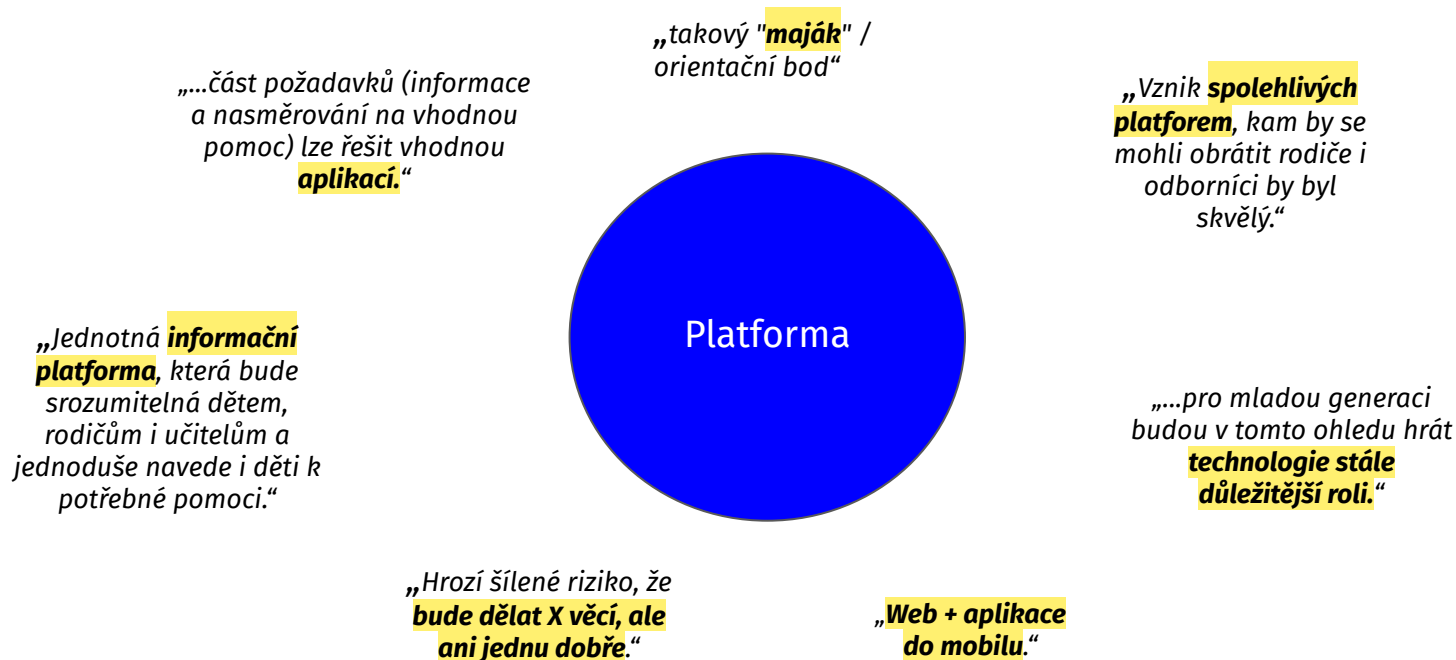 „takový "maják" /
orientační bod“
„...část požadavků (informace
a nasměrování na vhodnou
pomoc) lze řešit vhodnou
aplikací.“
„Vznik spolehlivých
platforem, kam by se
mohli obrátit rodiče i
odborníci by byl
skvělý.“
Platforma
„Jednotná informační
platforma, která bude
srozumitelná dětem,
rodičům i učitelům a
jednoduše navede i děti k
potřebné pomoci.“
„...pro mladou generaci
budou v tomto ohledu hrát
technologie stále
důležitější roli.“
„Hrozí šílené riziko, že
bude dělat X věcí, ale
ani jednu dobře.“
„Web + aplikace
do mobilu.“